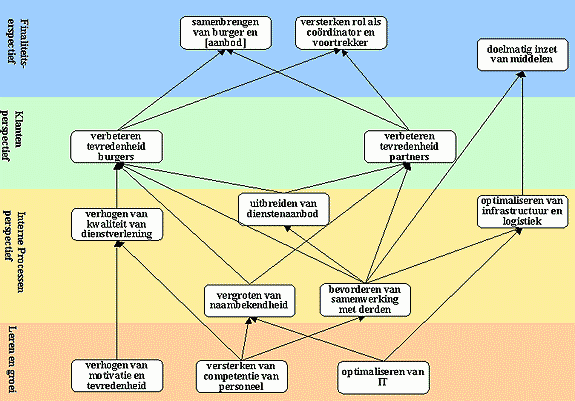 Finaliteits-
erspectief
samenbrengen
van burger en
[aanbod]
versterken rol als
coördinator en
voortrekker
doelmatig inzet
van middelen
Klanten
perspectief
verbeteren
tevredenheid
burgers
verbeteren
tevredenheid
partners
Interne Processen
perspectief
verhogen van
kwaliteit van
dienstverlening
uitbreiden van
dienstenaanbod
optimaliseren van
infrastructuur en
logistiek
vergroten van
naambekendheid
bevorderen van
samenwerking
met derden
Leren en groei
verhogen van
motivatie en
tevredenheid
versterken van
competentie van
personeel
optimaliseren van
IT